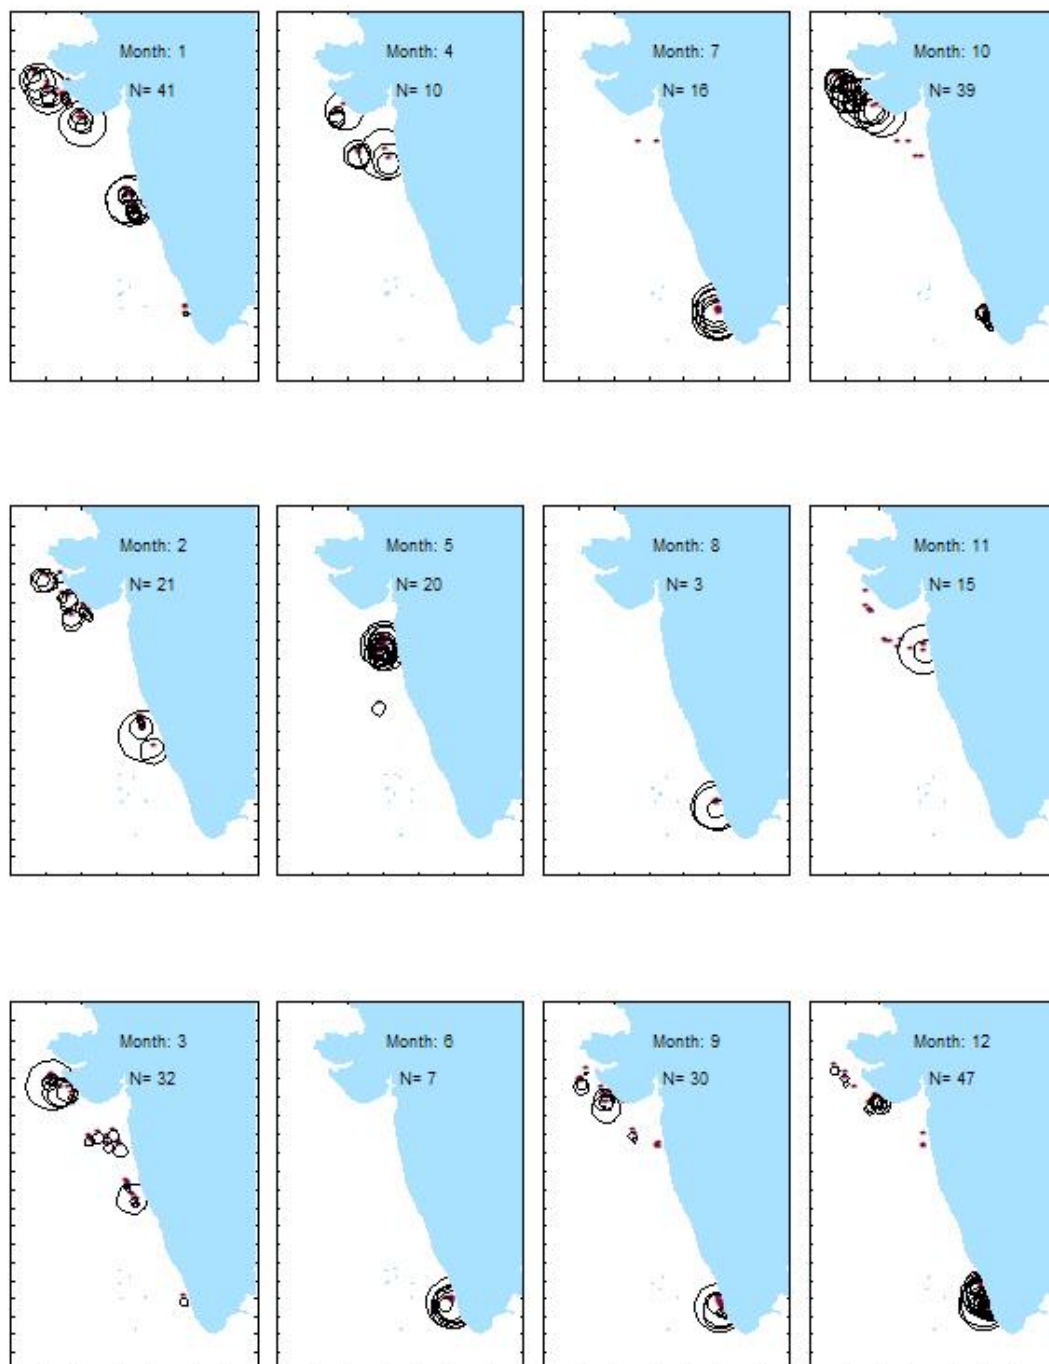 Month: 1
N= 41
Month: 4
N= 10
Month: 7
N= 16
Month: 10
N= 39
Month: 2
N= 21
Month: 5
N= 20
Month: 8
N= 3
Month: 11
N= 15
Month: 3
N= 32
Month: 6
N= 7
Month: 9
N= 30
Month: 12
N= 47